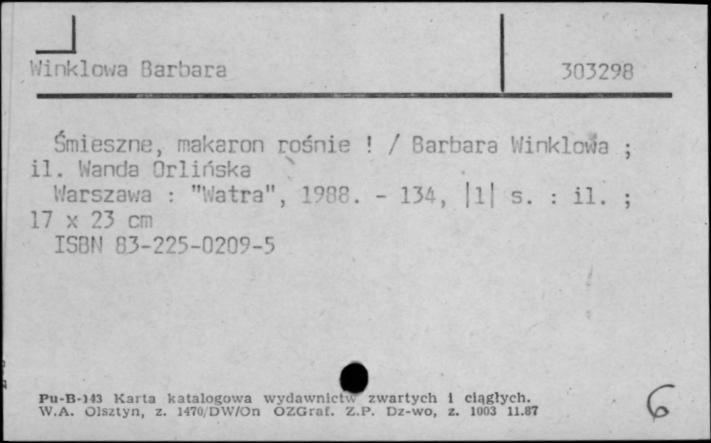 Winklowa Barbara
303298
Śmieszne, makaron rośnie ! / Barbara Winklowa ;
il. Wanda Orlińska
Warszawa : "Watra", 1988. - 134, |1| s. : il. ;
17 x 23 cm
ISBN 83-225-0209-5
Pu-B-143 Karta katalogowa wydawnictw zwartych i ciągłych.
W.A. Olsztyn, z. 1470/DW/On OZGraf. Z.P. Dz-wo, z. 1003 11.87
6